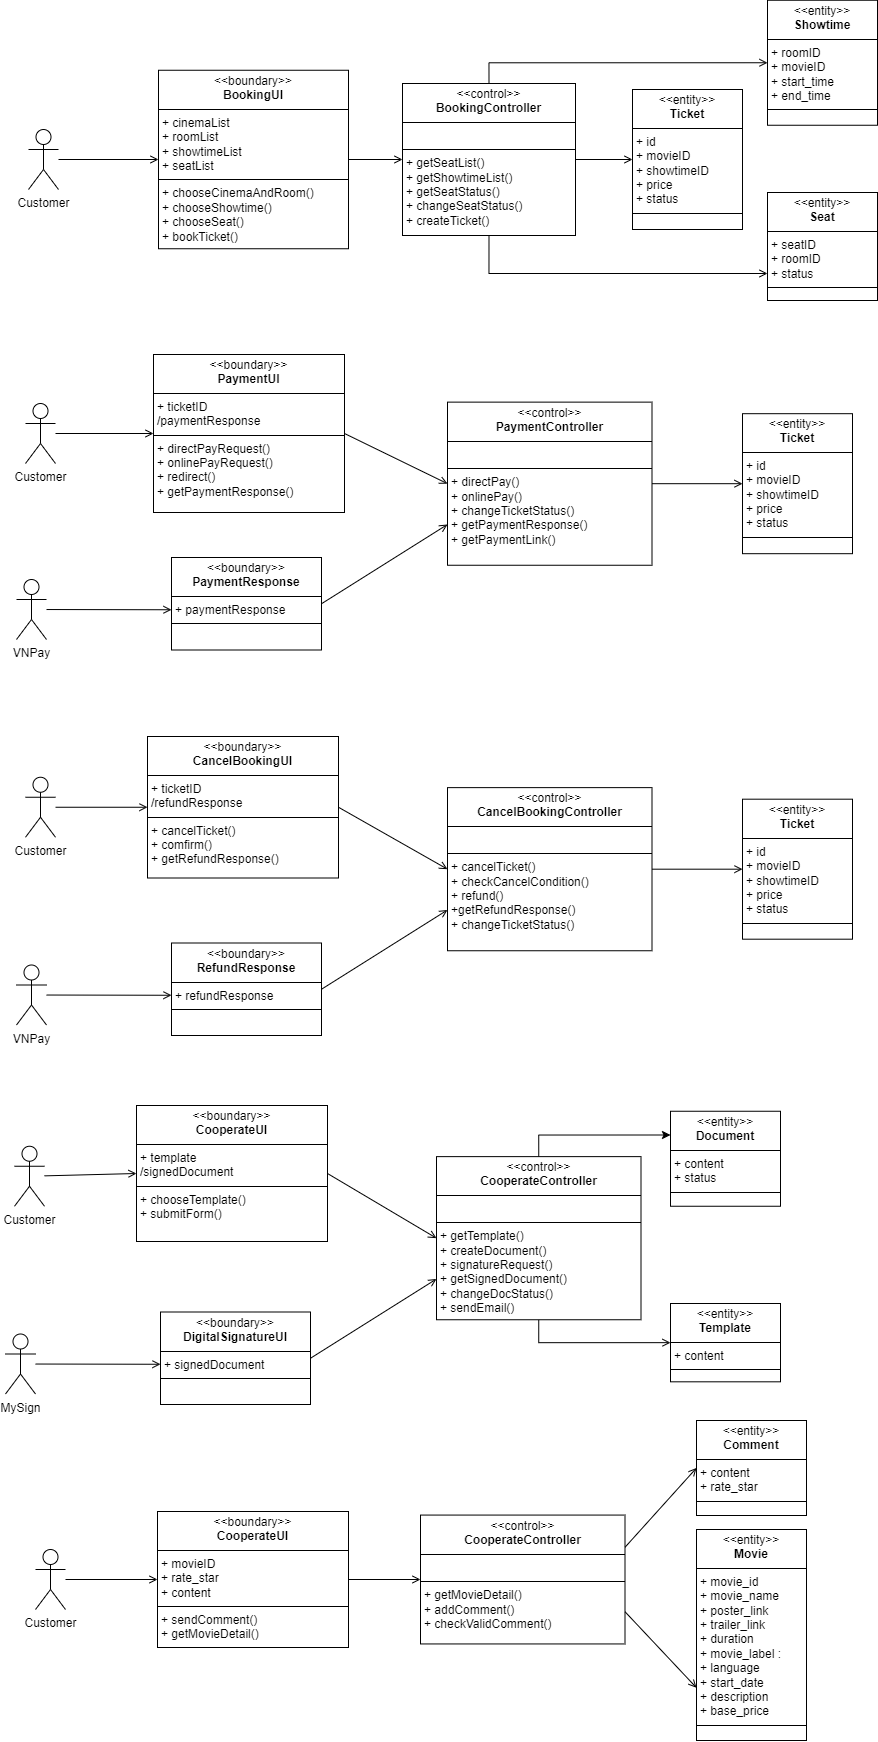 <<entity>>
Showtime
+ roomID
+ movieID
+ start_time
+ end_time
<<boundary>>
BookingUI
+ cinemaList
+ roomList
+ showtimeList
+ seatList
+ chooseCinemaAndRoom()
+ chooseShowtime()
+ chooseSeat()
+ bookTicket()
<<control>>
BookingController
+ getSeatList()
+ getShowtimeList()
+ getSeatStatus()
+ changeSeatStatus()
+ createTicket()
<<entity>>
Ticket
+ id
+ movieID
+ showtimeID
+ price
+ status
Customer
<<entity>>
Seat
+ seatID
+ roomID
+ status
<<boundary>>
PaymentUI
+ ticketID
/paymentResponse
+ directPayRequest()
+ onlinePayRequest()
+ redirect()
+ getPaymentResponse()
Customer
<<control>>
PaymentController
+ directPay()
+ onlinePay()
+ changeTicketStatus()
+ getPaymentResponse()
+ getPaymentLink()
<<entity>>
Ticket
+ id
+ movieID
+ showtimeID
+ price
+ status
<<boundary>>
PaymentResponse
+ paymentResponse
VNPay
<<boundary>>
CancelBookingUI
+ ticketID
/refundResponse
+ cancelTicket()
+ comfirm()
+ getRefundResponse()
Customer
<<control>>
CancelBookingController
+ cancelTicket()
+ checkCancelCondition()
+ refund()
+getRefundResponse()
+ changeTicketStatus()
<<entity>>
Ticket
+ id
+ movieID
+ showtimeID
+ price
+ status
<<boundary>>
RefundResponse
+ refundResponse
VNPay
<<boundary>>
CooperateUI
+ template
/signedDocument
+ chooseTemplate()
+ submitForm()
Customer
<<control>>
CooperateController
+ getTemplate()
+ createDocument()
+ signatureRequest()
+ getSignedDocument()
+ changeDocStatus()
+ sendEmail()
<<entity>>
Document
+ content
+ status
<<boundary>>
DigitalSignatureUI
+ signedDocument
MySign
<<entity>>
Template
+ content
<<entity>>
Comment
+ content
+ rate_star
<<boundary>>
CooperateUI
+ movieID
+ rate_star
+ content
+ sendComment()
+ getMovieDetail()
Customer
<<control>>
CooperateController
+ getMovieDetail()
+ addComment()
+ checkValidComment()
<<entity>>
Movie
+ movie_id
+ movie_name
+ poster_link
+ trailer_link
+ duration
+ movie_label :
+ language
+ start_date
+ description
+ base_price